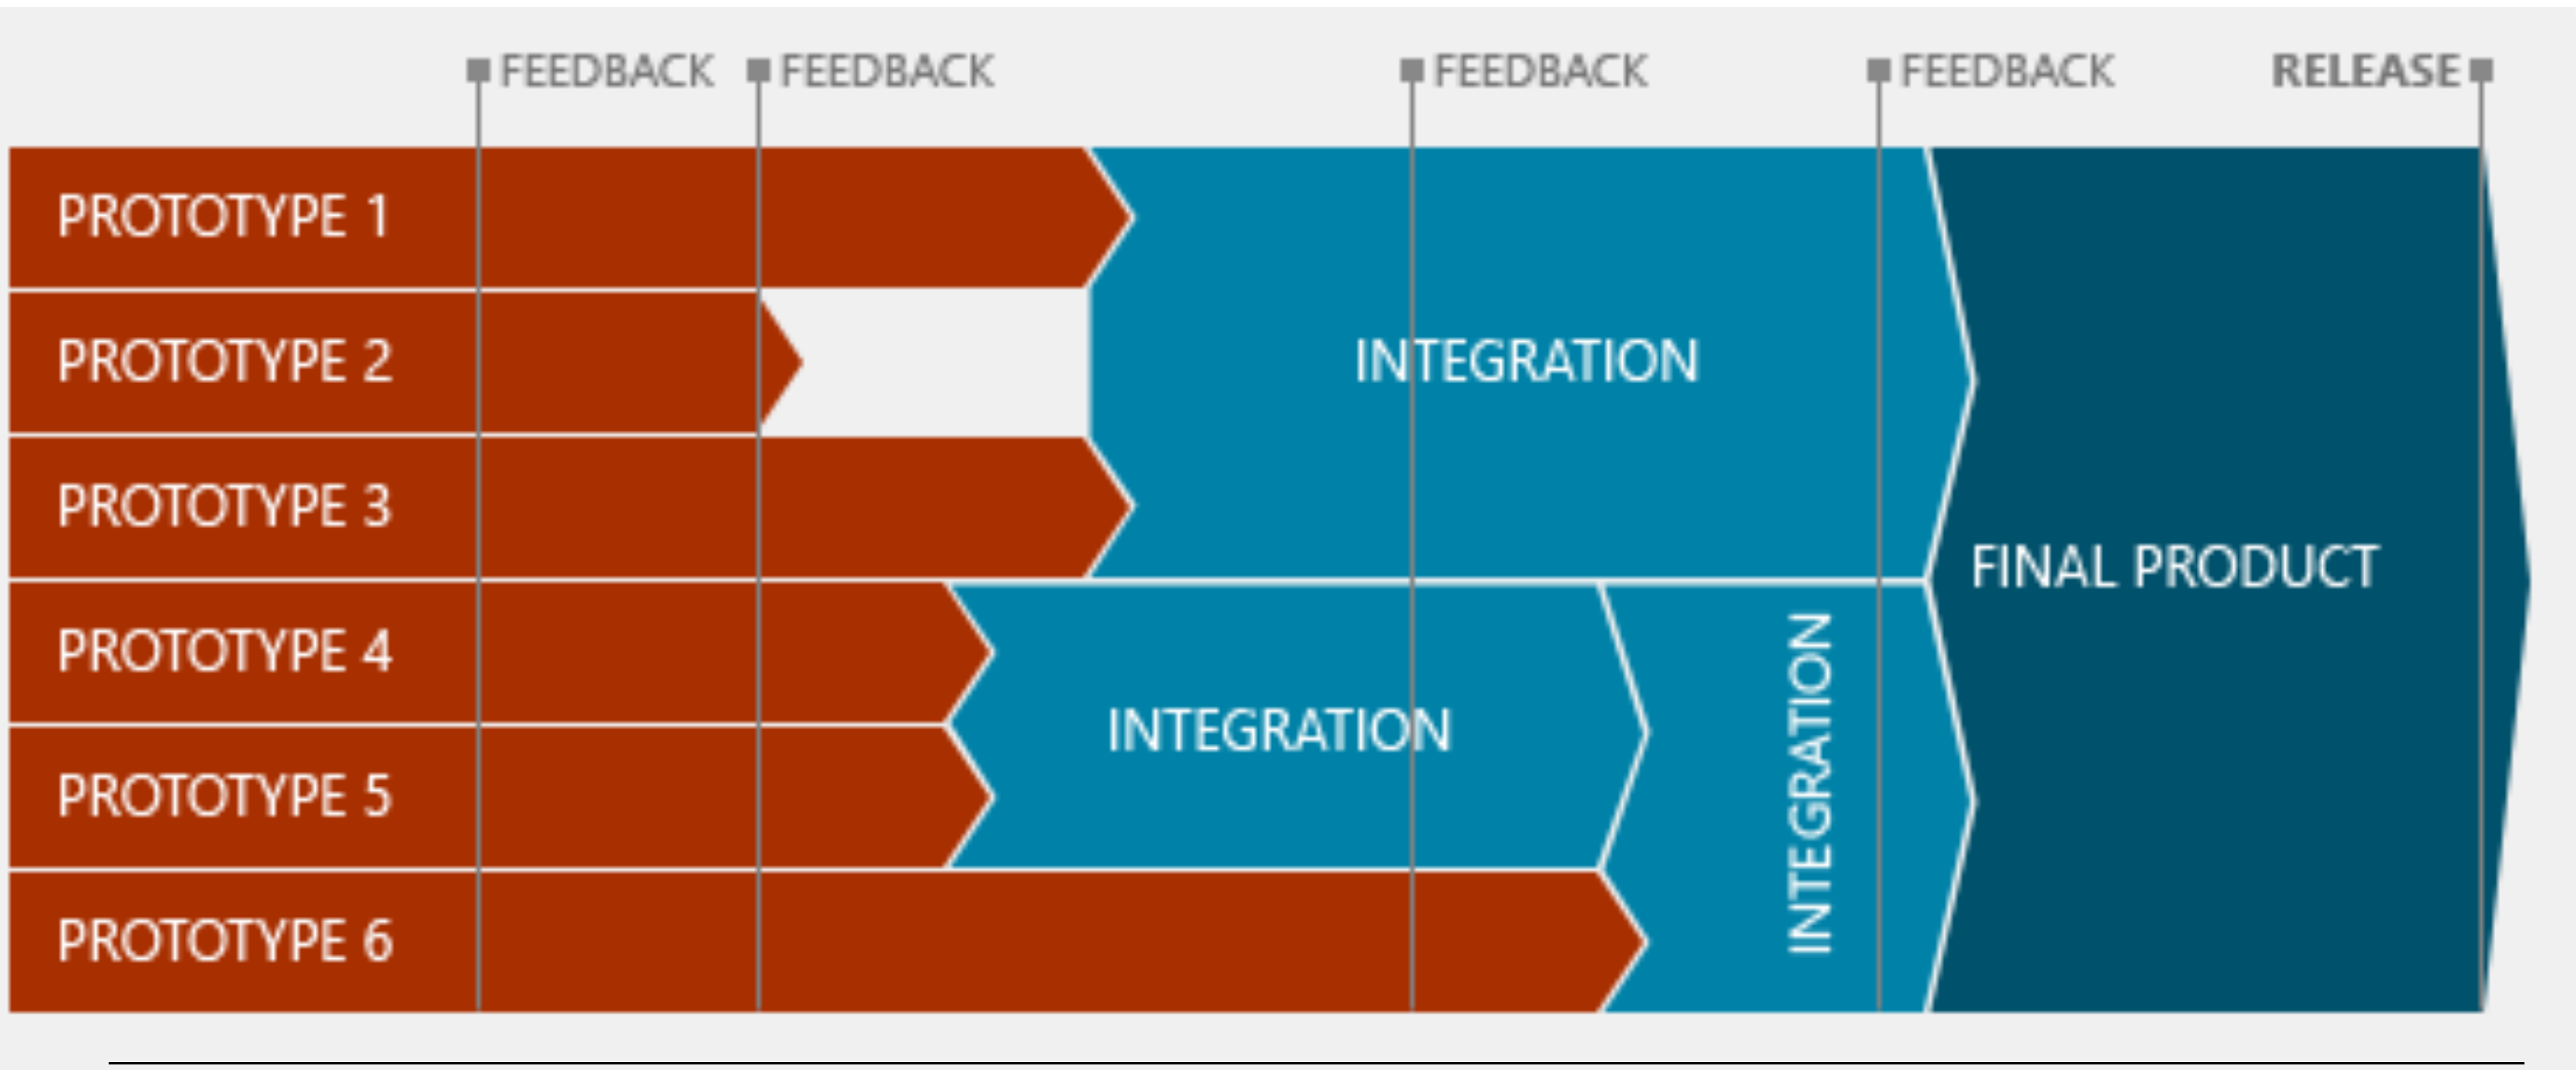 FEEDBACK FEEDBACK FEEDBACK FEEDBACK RELEASE
PROTOTYPE 1
PROTOTYPE 2
INTEGRATION
PROTOTYPE 3
FINAL PRODUCT
PROTOTYPE 4
PROTOTYPE 5
INTEGRATION
INTEGRATION
PROTOTYPE 6